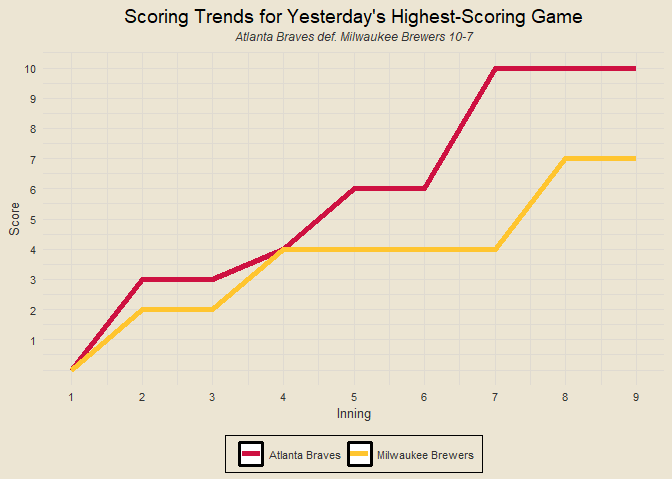 Scoring Trends for Yesterday's Highest-Scoring Game
Atlanta Braves def. Milwaukee Brewers 10-7
10
9
8
7
6
5
4
3
2
1
Score
1 2 3 4 5 6 7 8 9
Inning
Atlanta Braves Milwaukee Brewers